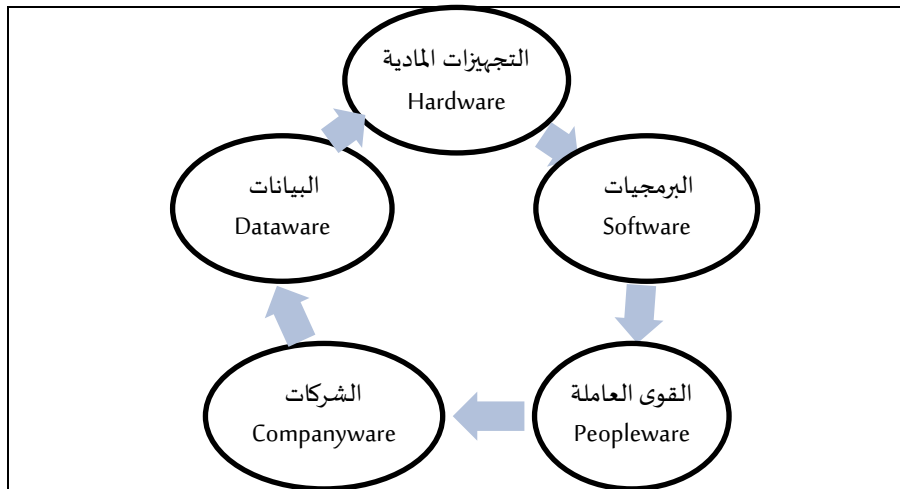 التجهيزات المادية
Hardware
البرمجيات
Software
القوى العاملة
Peopleware
الشركات
Companyware
البيانات
Dataware